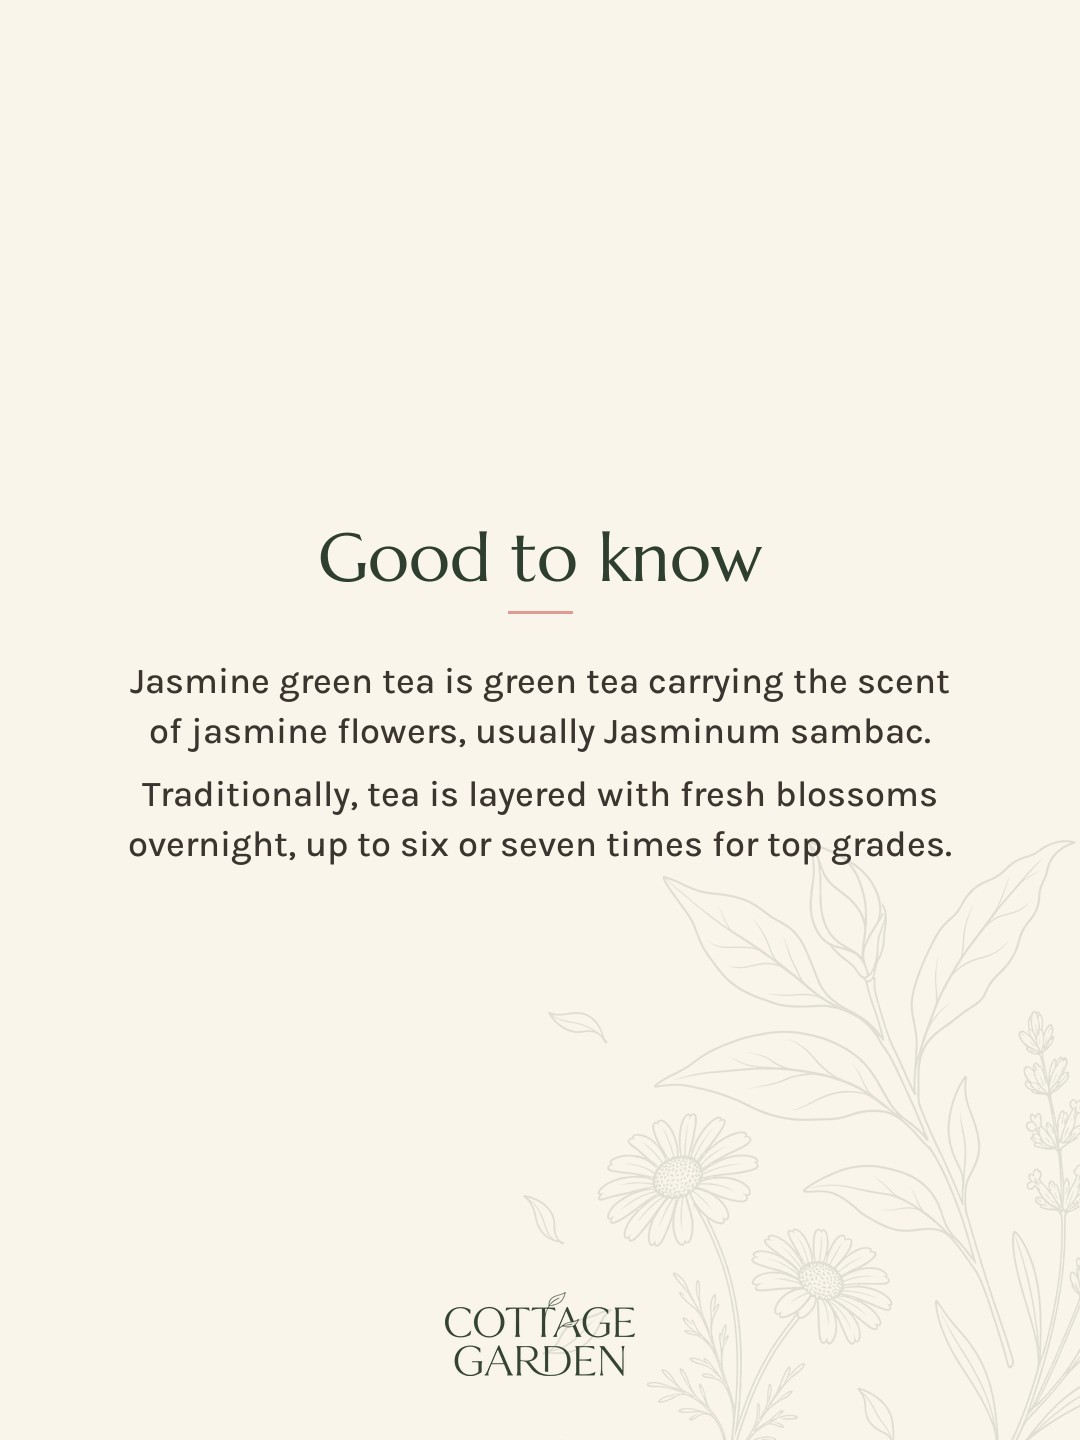 Good to know
Jasmine green tea is green tea carrying the scent
of jasmine flowers, usually Jasminum sambac.
Traditionally, tea is layered with fresh blossoms
overnight, up to six or seven times for top grades.
COTTAGE
GARDEN